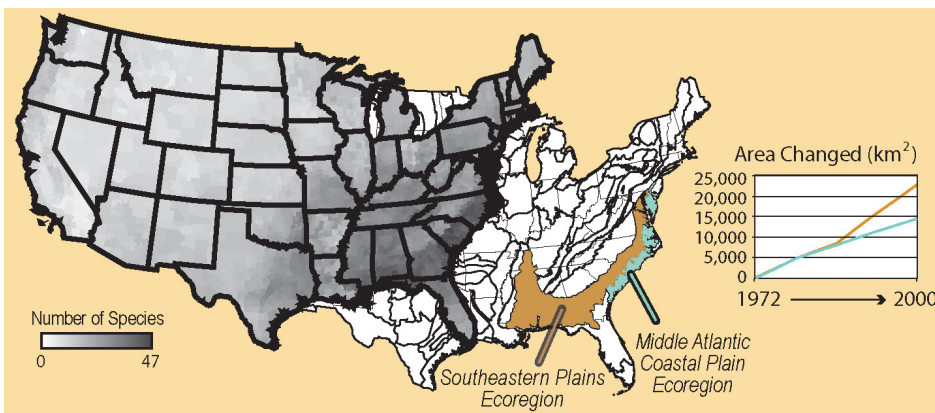 Area Changed (km²)
25,000
20,000
15,000
10,000
5,000
0
1972
2000
Number of Species
0
47
Southeastern Plains
Ecoregion
Middle Atlantic
Coastal Plain
Ecoregion